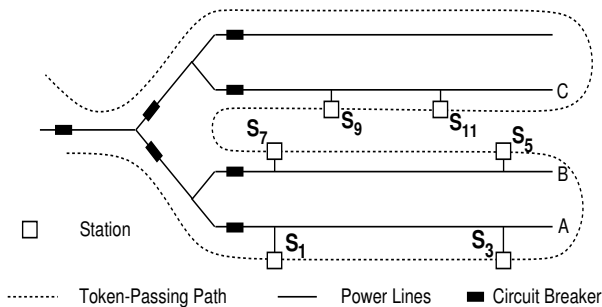 C
S9
S11
S7
S5
B
A
Station
S1
S3
Token-Passing Path
Power Lines
Circuit Breaker